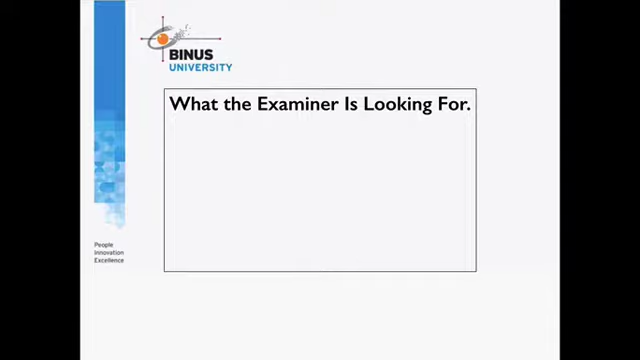 BINUS
UNIVERSITY
What the Examiner Is Looking For.
People
Innovation
Excellence